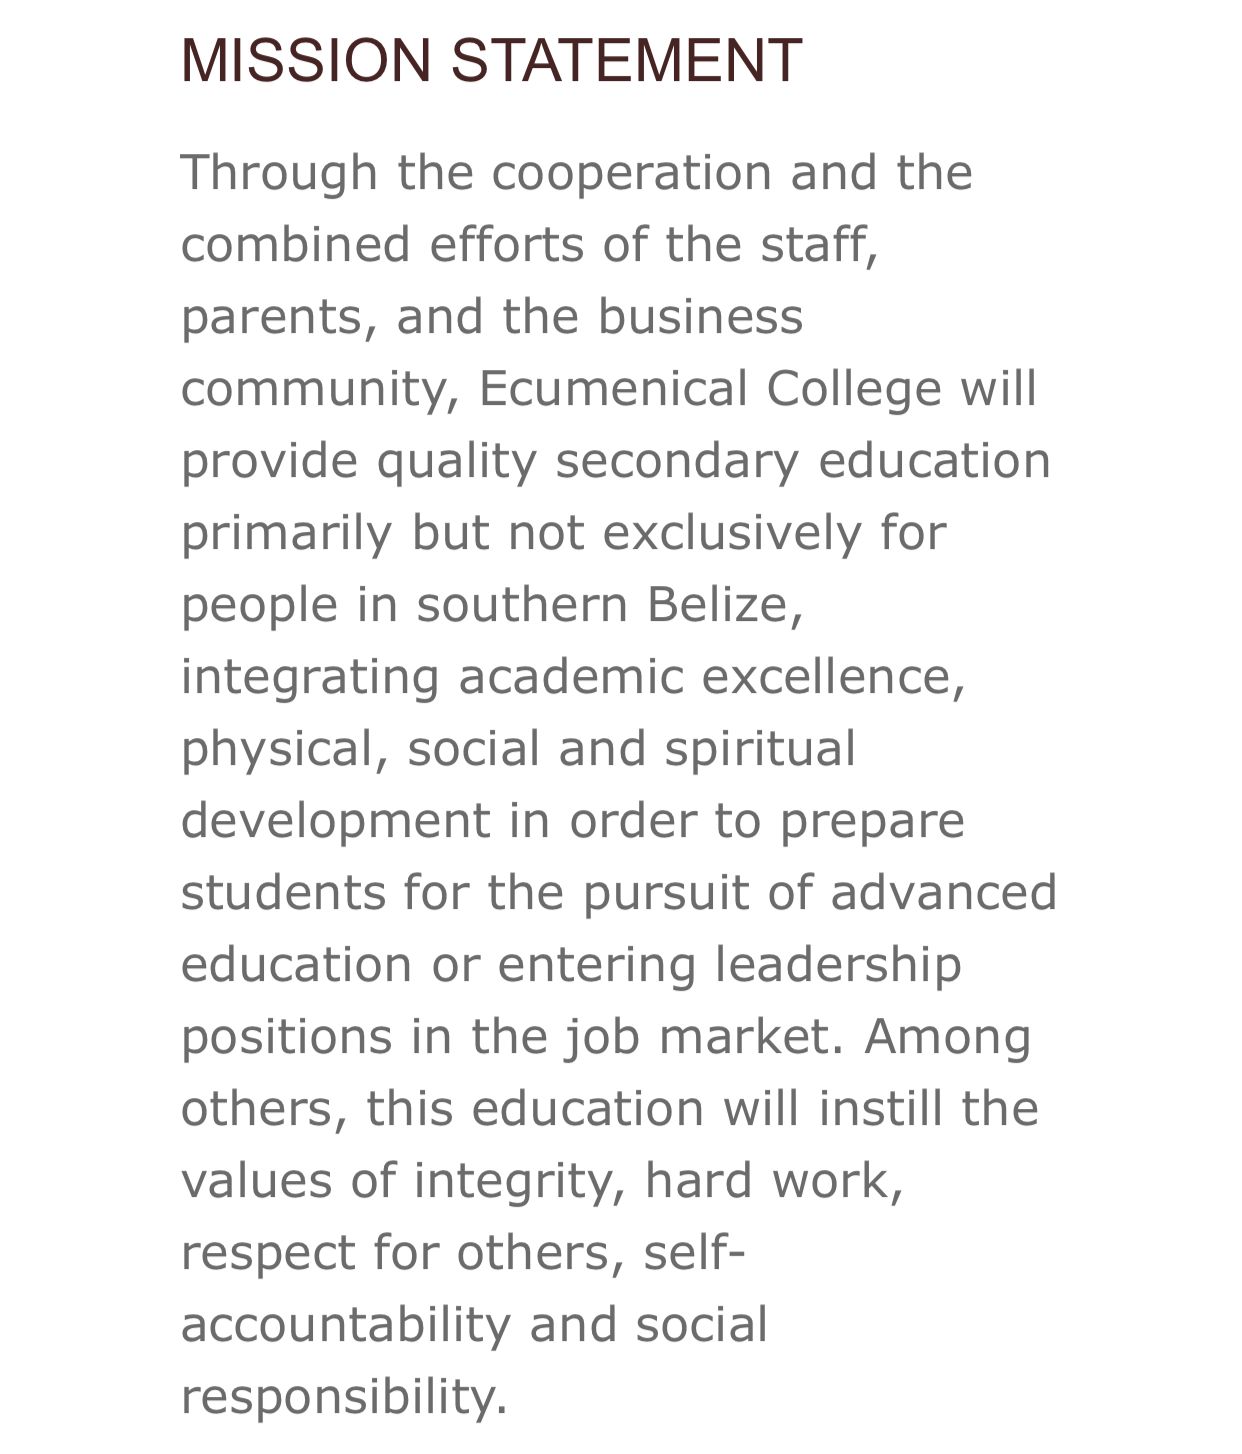 MISSION STATEMENT
Through the cooperation and the
combined efforts of the staff,
parents, and the business
community, Ecumenical College will
provide quality secondary education
primarily but not exclusively for
people in southern Belize,
integrating academic excellence,
physical, social and spiritual
development in order to prepare
students for the pursuit of advanced
education or entering leadership
positions in the job market. Among
others, this education will instill the
values of integrity, hard work,
respect for others, self-
accountability and social
responsibility.